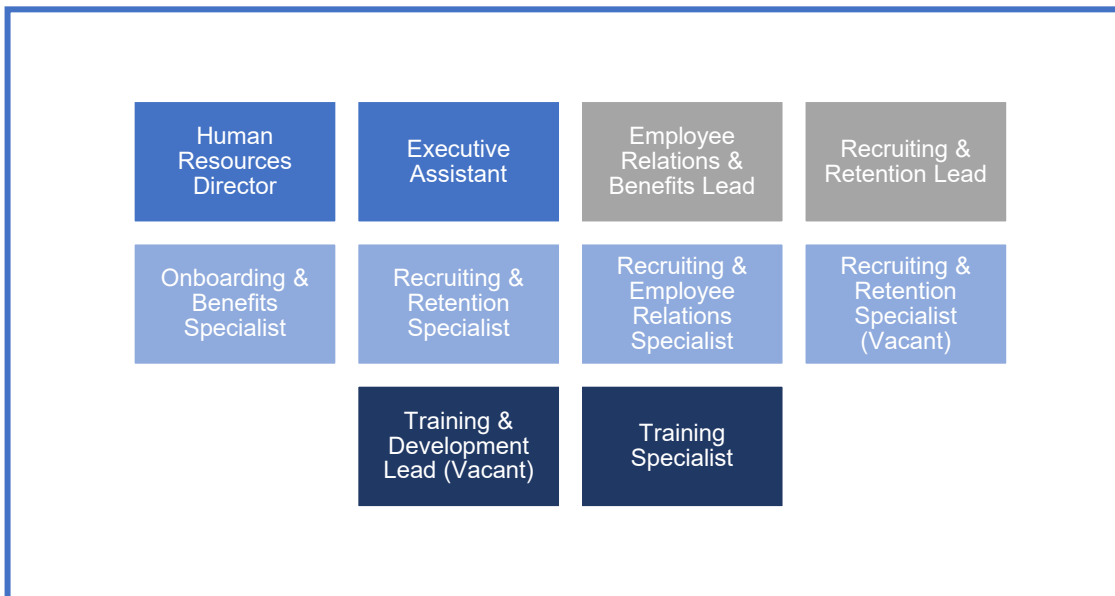 Human
Resources
Director
Executive
Assistant
Employee
Relations &
Benefits Lead
Recruiting &
Retention Lead
Onboarding &
Benefits
Specialist
Recruiting &
Retention
Specialist
Recruiting &
Employee
Relations
Specialist
Recruiting &
Retention
Specialist
(Vacant)
Training &
Development
Lead (Vacant)
Training
Specialist